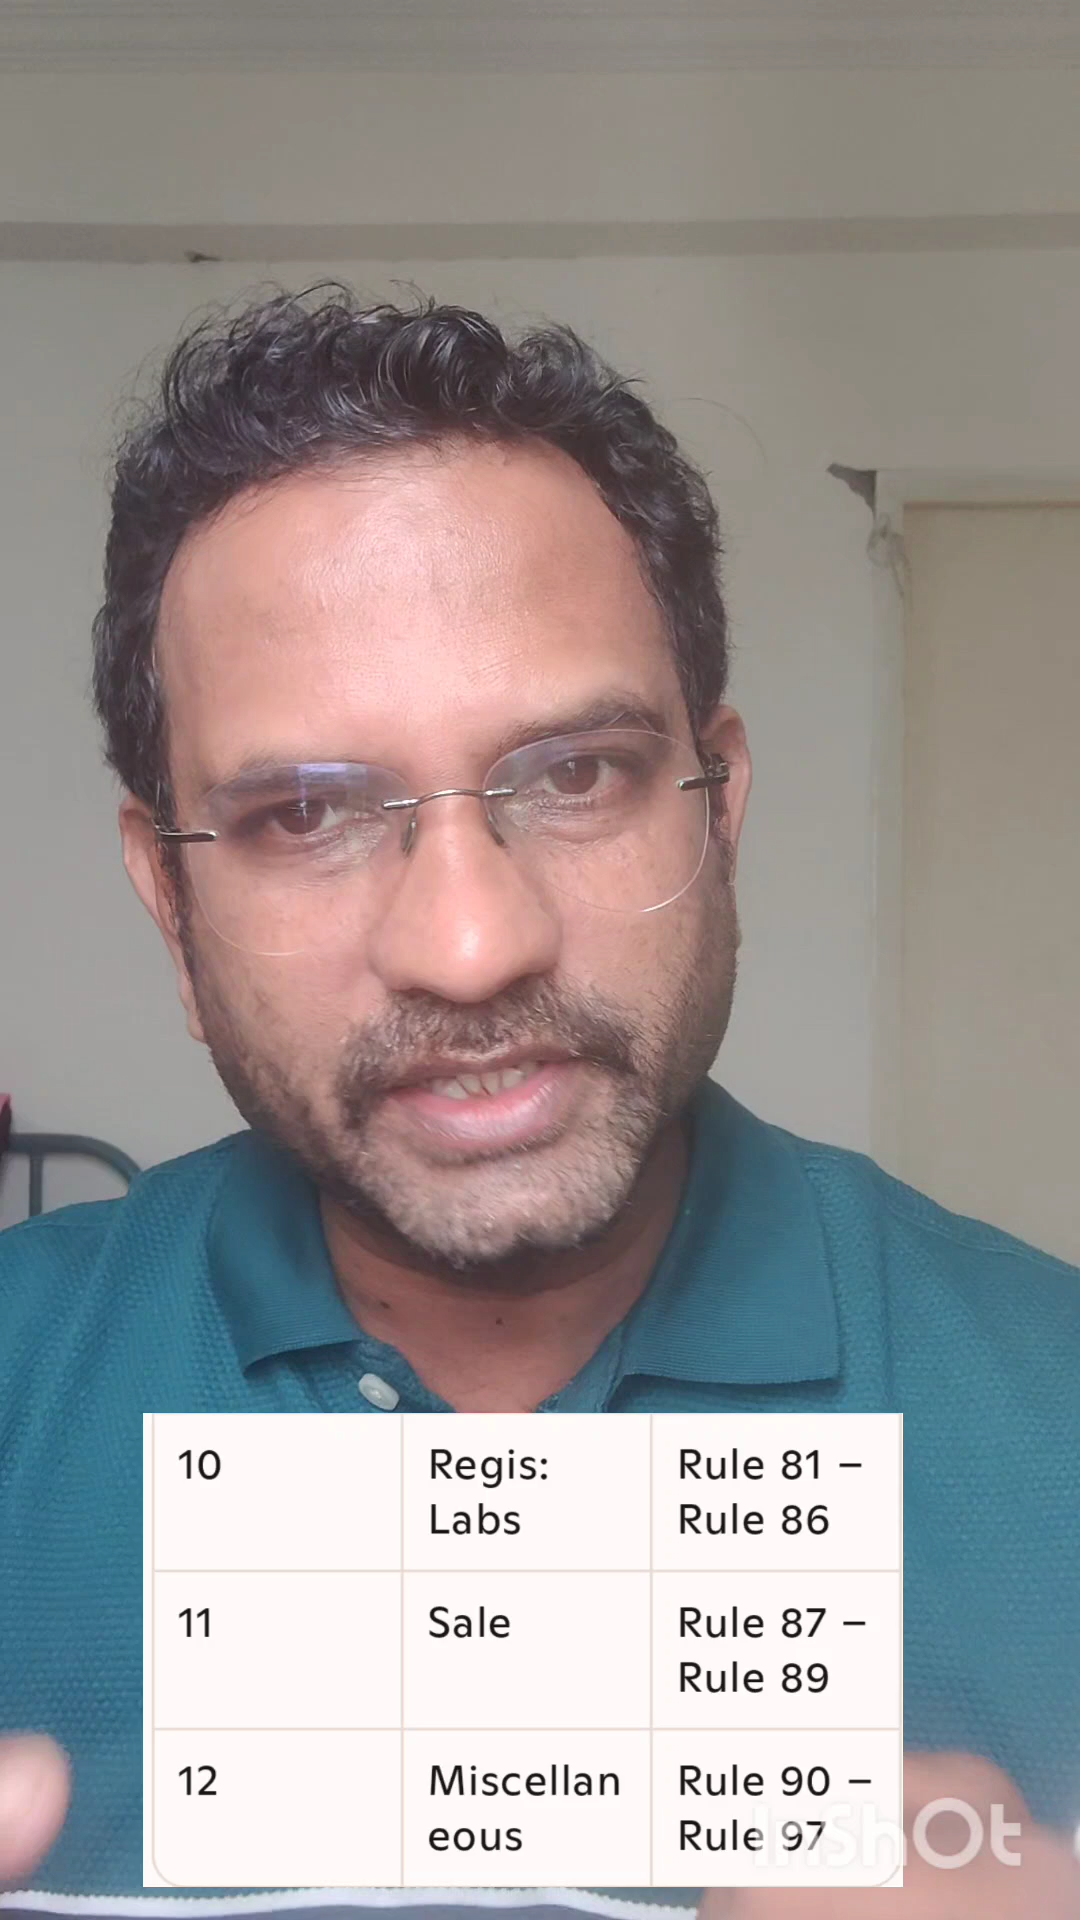 10
Regis:
Labs
Rule 81 –
Rule 86
11
Sale
Rule 87 –
Rule 89
12
Miscellan
eous
Rule 90 –
Rule 97
InShOt